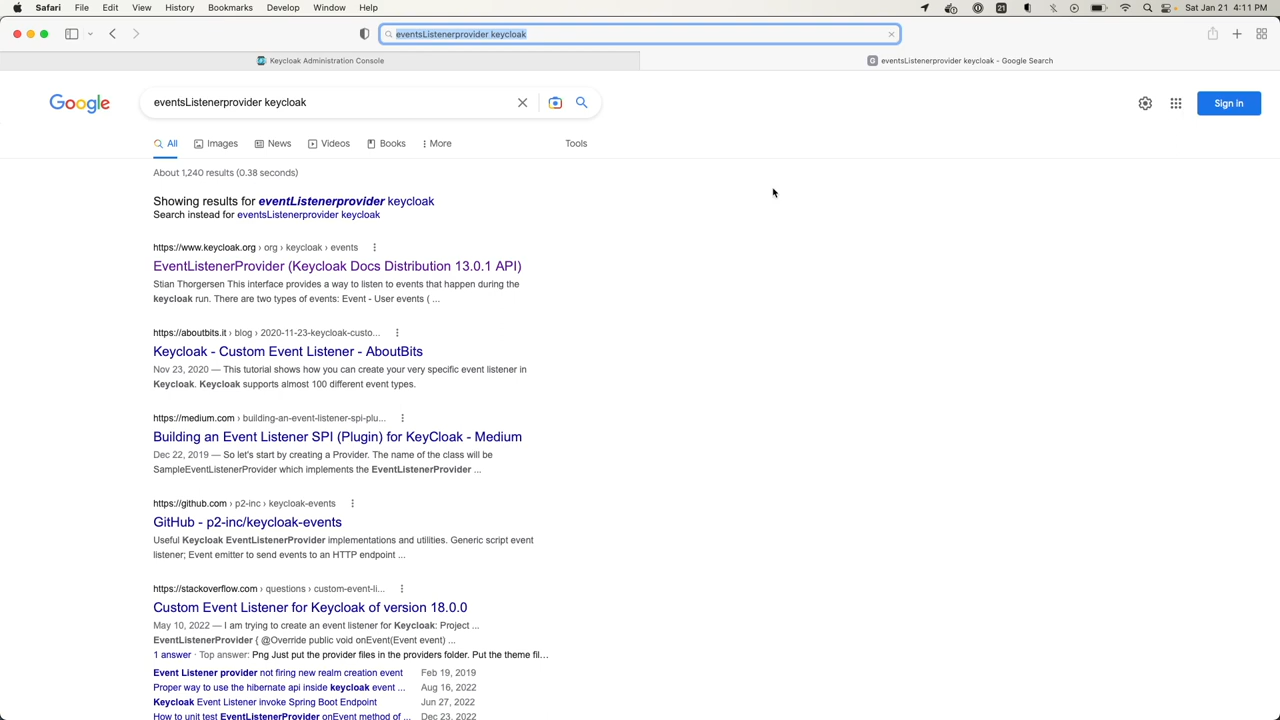 Safari File Edit View History Bookmarks Develop Window Help
Sat Jan 21 4:11 PM
eventsListenerprovider keycloak
Keycloak Administration Console
eventsListenerprovider keycloak - Google Search
Google
eventsListenerprovider keycloak
Sign in
All Images News Videos Books More Tools
About 1,240 results (0.38 seconds)
Showing results for eventListenerprovider keycloak
Search instead for eventsListenerprovider keycloak
https://www.keycloak.org › org › keycloak › events
EventListenerProvider (Keycloak Docs Distribution 13.0.1 API)
Stian Thorgersen This interface provides a way to listen to events that happen during the
keycloak run. There are two types of events: Event - User events ( ...
https://aboutbits.it › blog › 2020-11-23-keycloak-custo...
Keycloak - Custom Event Listener - AboutBits
Nov 23, 2020 — This tutorial shows how you can create your very specific event listener in
Keycloak. Keycloak supports almost 100 different event types.
https://medium.com › building-an-event-listener-spi-plu...
Building an Event Listener SPI (Plugin) for KeyCloak - Medium
Dec 22, 2019 — So let's start by creating a Provider. The name of the class will be
SampleEventListenerProvider which implements the EventListenerProvider ...
https://github.com › p2-inc › keycloak-events
GitHub - p2-inc/keycloak-events
Useful Keycloak EventListenerProvider implementations and utilities. Generic script event
listener; Event emitter to send events to an HTTP endpoint ...
https://stackoverflow.com › questions › custom-event-li...
Custom Event Listener for Keycloak of version 18.0.0
May 10, 2022 — I am trying to create an event listener for Keycloak: Project ...
EventListenerProvider { @Override public void onEvent(Event event) ...
1 answer · Top answer: Png Just put the provider files in the providers folder. Put the theme fil...
Event Listener provider not firing new realm creation event Feb 19, 2019
Proper way to use the hibernate api inside keycloak event ... Aug 16, 2022
Keycloak Event Listener invoke Spring Boot Endpoint Jun 27, 2022
How to unit test EventListenerProvider onEvent method of ... Dec 23, 2022